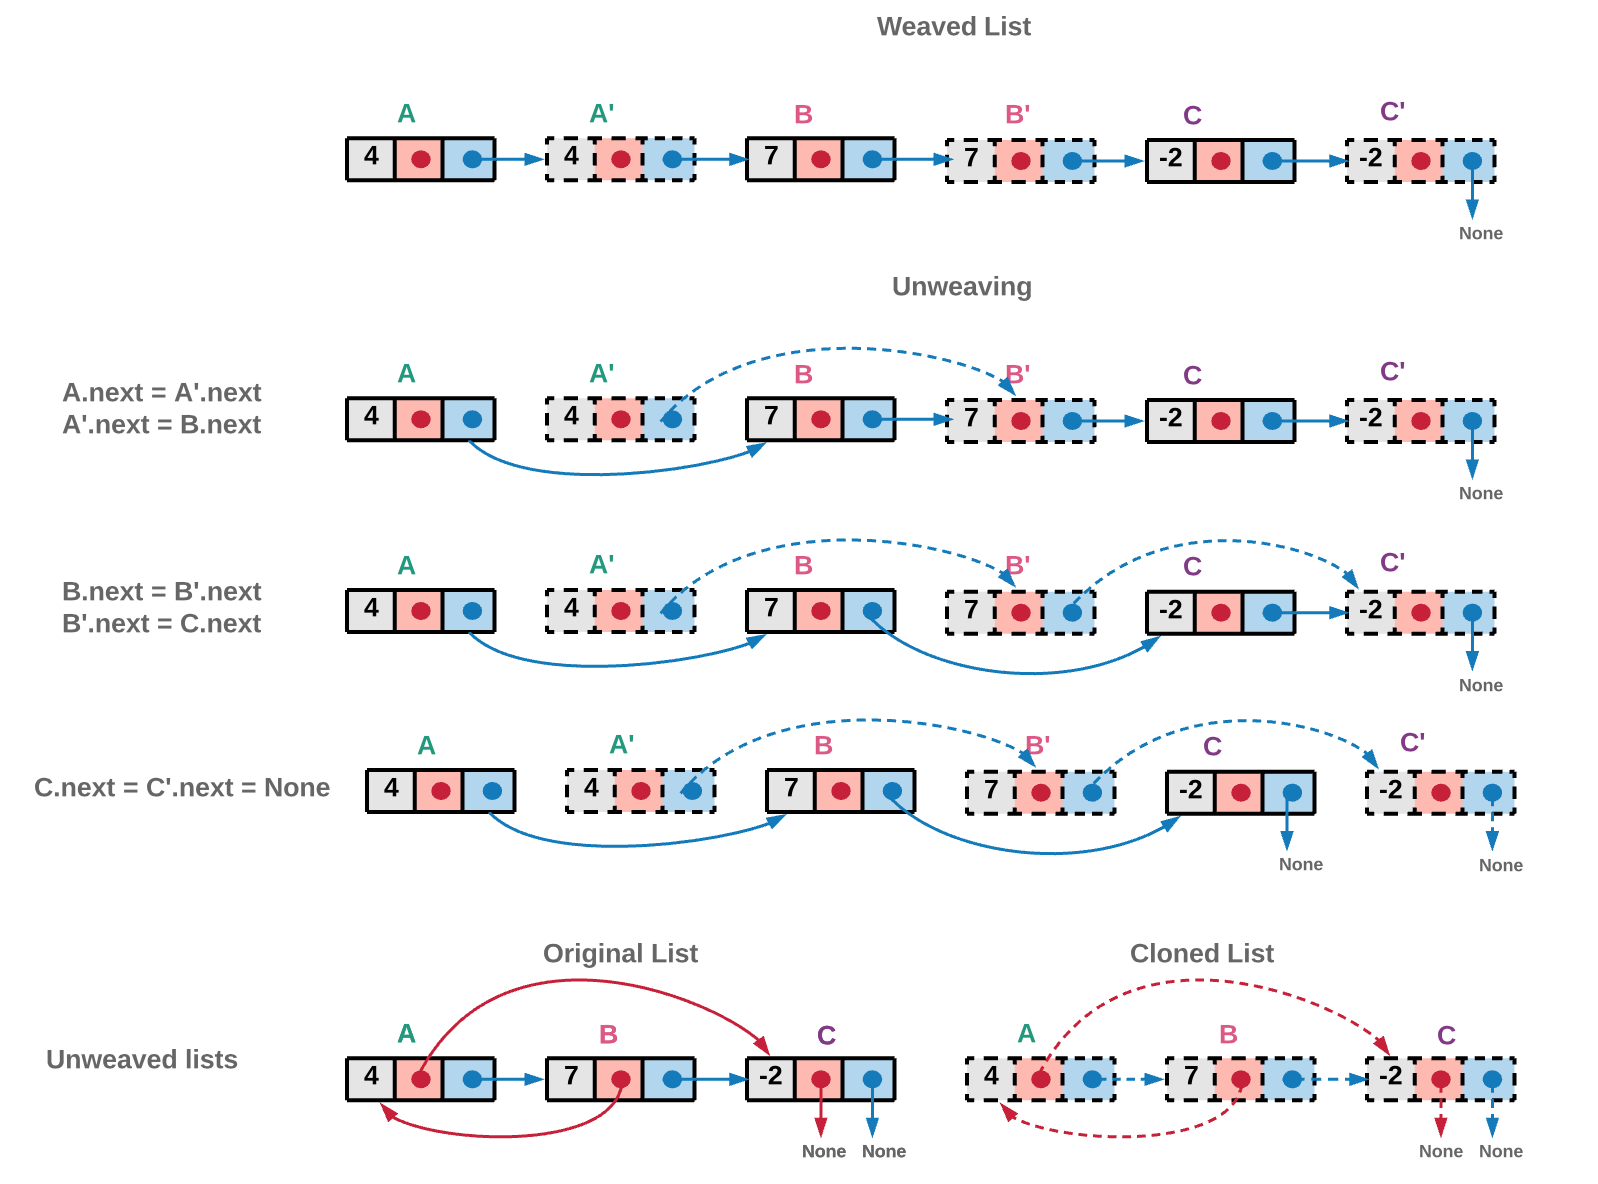 Weaved List
A A' B B' C C'
4 4 7 7 -2 -2
None
Unweaving
A A' B B' C C'
A.next = A'.next
A'.next = B.next
4 4 7 7 -2 -2
None
A A' B B' C C'
B.next = B'.next
B'.next = C.next
4 4 7 7 -2 -2
None
A A' B B' C C'
C.next = C'.next = None
4 4 7 7 -2 -2
None None
Original List Cloned List
A B C A B C
Unweaved lists
4 7 -2 4 7 -2
None None None None